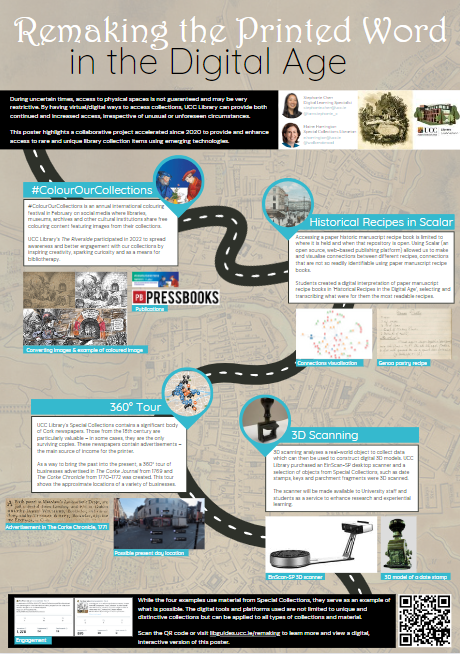 Remaking the Printed Word
in the Digital Age
During uncertain times, access to physical spaces is not guaranteed and may be very
restrictive. By having virtual/digital ways to access collections, UCC Library can provide both
continued and increased access, irrespective of unusual or unforeseen circumstances.
This poster highlights a collaborative project accelerated since 2020 to provide and enhance
access to rare and unique library collection items using emerging technologies.
Digital Learning Specialist
Elaine Harrington
Special Collections Librarian
UCC
Library
#ColourOurCollections
#ColourOurCollections is an annual international colouring
festival in February on social media where libraries,
museums, archives and other cultural institutions share free
colouring content featuring images from their collections.
UCC Library's The Riverside participated in 2022 to spread
awareness and better engagement with our collections by
inspiring creativity, sparking curiosity and as a means for
bibliotherapy.
PRESSBOOKS
Publications
Converting images & example of coloured image
Historical Recipes in Scalar
Accessing a paper historic manuscript recipe book is limited to
where it is held and when that repository is open. Using Scalar (an
open source, web-based publishing platform) allowed us to make
and visualise connections between different recipes, connections
that are not so readily identifiable using paper manuscript recipe
books.
Students created a digital interpretation of paper manuscript
recipe books in 'Historical Recipes in the Digital Age', selecting and
transcribing what were for them the most readable recipes.
Connections visualisation
Genoa pastry recipe
360° Tour
UCC Library's Special Collections contain a significant body
of Cork newspapers. Those from the 18th century are
particularly valuable – in some cases, they are the only
surviving copies. These newspapers contain advertisements –
the main source of income for the printer.
As a way to bring the past into the present, a 360° tour of
businesses advertised in The Corke Journal from 1769 and
The Corke Chronicle from 1770-1772 was created. This tour
shows the approximate locations of a variety of businesses.
Advertisement in The Corke Chronicle, 1771
Possible present day location
3D Scanning
3D scanning analyses a real-world object to collect data
which can then be used to construct digital 3D models. UCC
Library purchased an EinScan-SP desktop scanner and a
selection of objects from Special Collections, such as date
stamps, keys and parchment fragments were 3D scanned.
The scanner will be made available to University staff and
students as a service to enhance research and experiential
learning.
EinScan-SP 3D scanner
3D model of a date stamp
Engagement
While the four examples use material from Special Collections, they serve as an example of
what is possible. The digital tools and platforms used are not limited to unique and
distinctive collections but can be applied to all types of collections and material.
Scan the QR code or visit libguides.ucc.ie/remaking to learn more and view a digital,
interactive version of this poster.